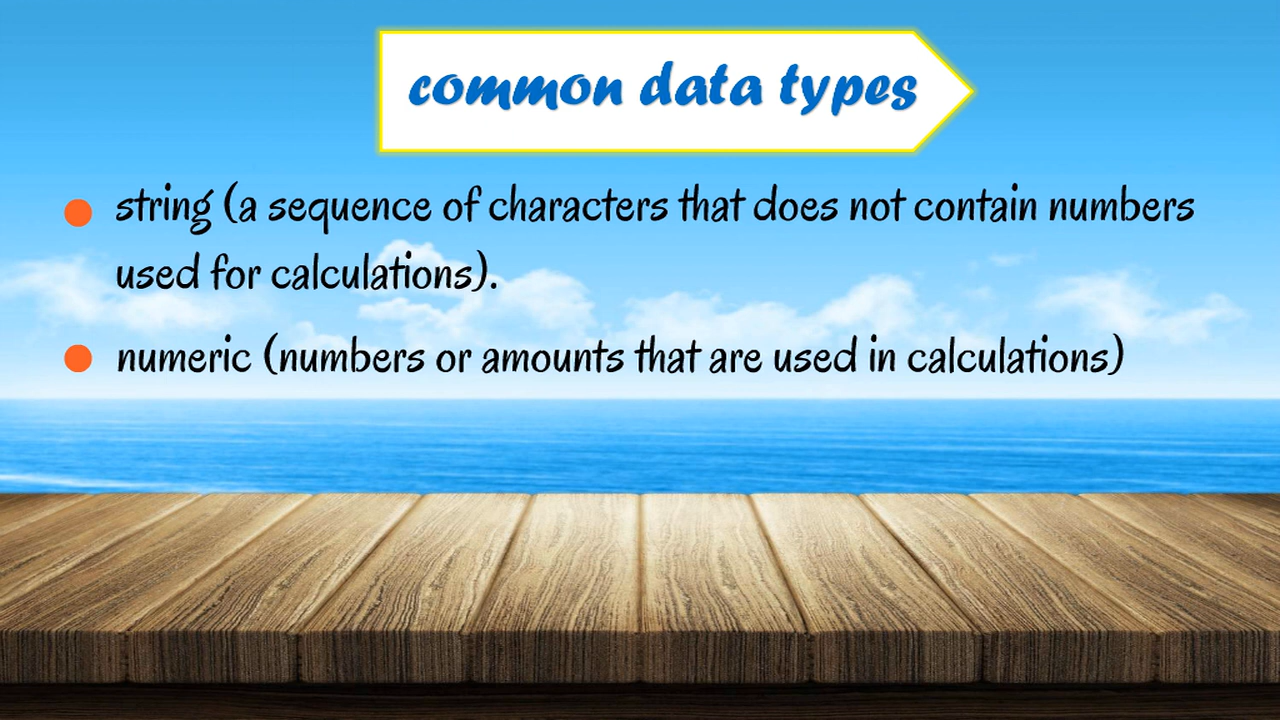 common data types
string (a sequence of characters that does not contain numbers
used for calculations).
numeric (numbers or amounts that are used in calculations)